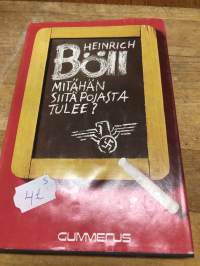 HEINRICH
Böll
MITÄHÄN
SIITÄ POJASTA
TULEE?
4€
GUMMERUS